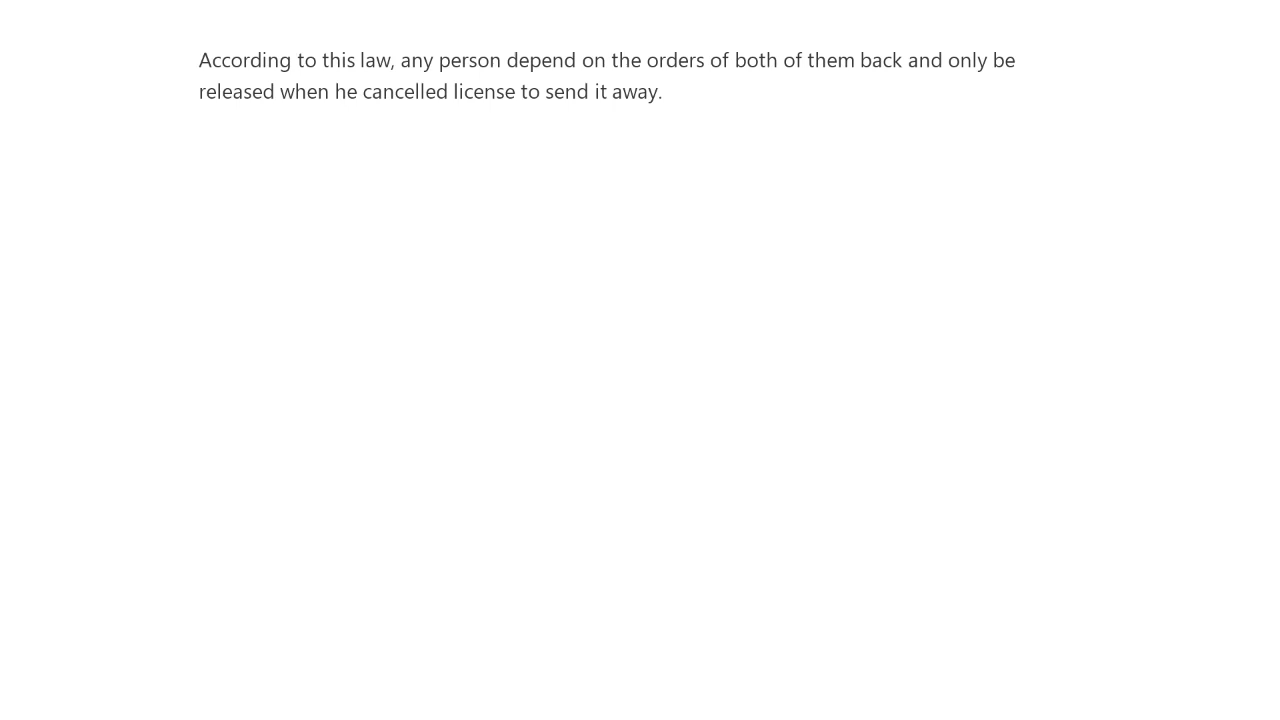 According to this law, any person depend on the orders of both of them back and only be
released when he cancelled license to send it away.